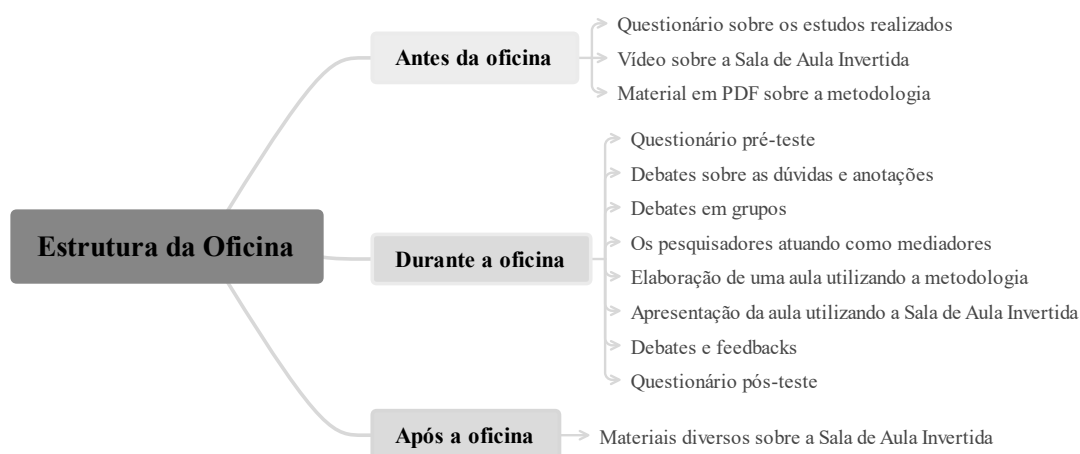 Estrutura da Oficina
Antes da oficina
Questionário sobre os estudos realizados
Vídeo sobre a Sala de Aula Invertida
Material em PDF sobre a metodologia
Durante a oficina
Questionário pré-teste
Debates sobre as dúvidas e anotações
Debates em grupos
Os pesquisadores atuando como mediadores
Elaboração de uma aula utilizando a metodologia
Apresentação da aula utilizando a Sala de Aula Invertida
Debates e feedbacks
Questionário pós-teste
Após a oficina
Materiais diversos sobre a Sala de Aula Invertida